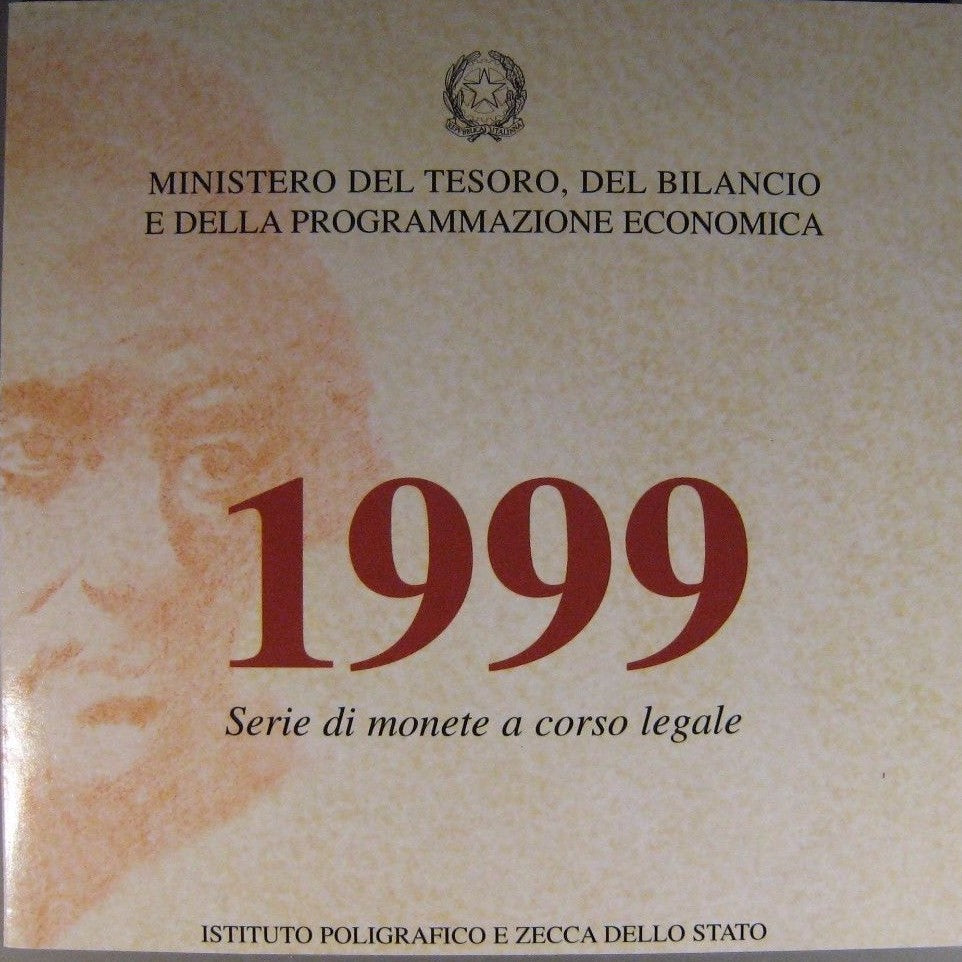 REPVBBLICA ITALIANA
MINISTERO DEL TESORO, DEL BILANCIO
E DELLA PROGRAMMAZIONE ECONOMICA
1999
Serie di monete a corso legale
ISTITUTO POLIGRAFICO E ZECCA DELLO STATO